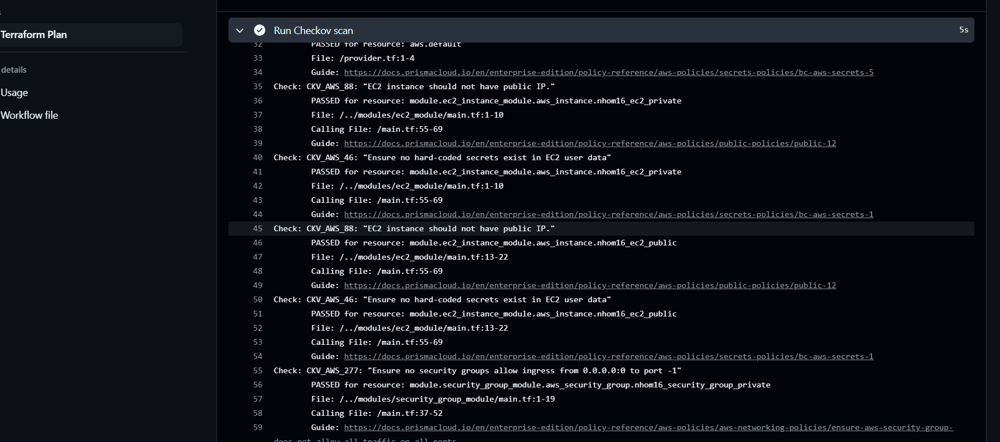 Terraform Plan
details
Usage
Workflow file
Run Checkov scan 5s
32 PASSED for resource: aws.default
33 File: /provider.tf:1-4
34 Guide: https://docs.prismacloud.io/en/enterprise-edition/policy-reference/aws-policies/secrets-policies/bc-aws-secrets-5
35 Check: CKV_AWS_88: "EC2 instance should not have public IP."
36 PASSED for resource: module.ec2_instance_module.aws_instance.nhom16_ec2_private
37 File: /../modules/ec2_module/main.tf:1-10
38 Calling File: /main.tf:55-69
39 Guide: https://docs.prismacloud.io/en/enterprise-edition/policy-reference/aws-policies/public-policies/public-12
40 Check: CKV_AWS_46: "Ensure no hard-coded secrets exist in EC2 user data"
41 PASSED for resource: module.ec2_instance_module.aws_instance.nhom16_ec2_private
42 File: /../modules/ec2_module/main.tf:1-10
43 Calling File: /main.tf:55-69
44 Guide: https://docs.prismacloud.io/en/enterprise-edition/policy-reference/aws-policies/secrets-policies/bc-aws-secrets-1
45 Check: CKV_AWS_88: "EC2 instance should not have public IP."
46 PASSED for resource: module.ec2_instance_module.aws_instance.nhom16_ec2_public
47 File: /../modules/ec2_module/main.tf:13-22
48 Calling File: /main.tf:55-69
49 Guide: https://docs.prismacloud.io/en/enterprise-edition/policy-reference/aws-policies/public-policies/public-12
50 Check: CKV_AWS_46: "Ensure no hard-coded secrets exist in EC2 user data"
51 PASSED for resource: module.ec2_instance_module.aws_instance.nhom16_ec2_public
52 File: /../modules/ec2_module/main.tf:13-22
53 Calling File: /main.tf:55-69
54 Guide: https://docs.prismacloud.io/en/enterprise-edition/policy-reference/aws-policies/secrets-policies/bc-aws-secrets-1
55 Check: CKV_AWS_277: "Ensure no security groups allow ingress from 0.0.0.0:0 to port -1"
56 PASSED for resource: module.security_group_module.aws_security_group.nhom16_security_group_private
57 File: /../modules/security_group_module/main.tf:1-19
58 Calling File: /main.tf:37-52
59 Guide: https://docs.prismacloud.io/en/enterprise-edition/policy-reference/aws-policies/aws-networking-policies/ensure-aws-security-group-
does-not-allow-all-traffic-on-all-ports